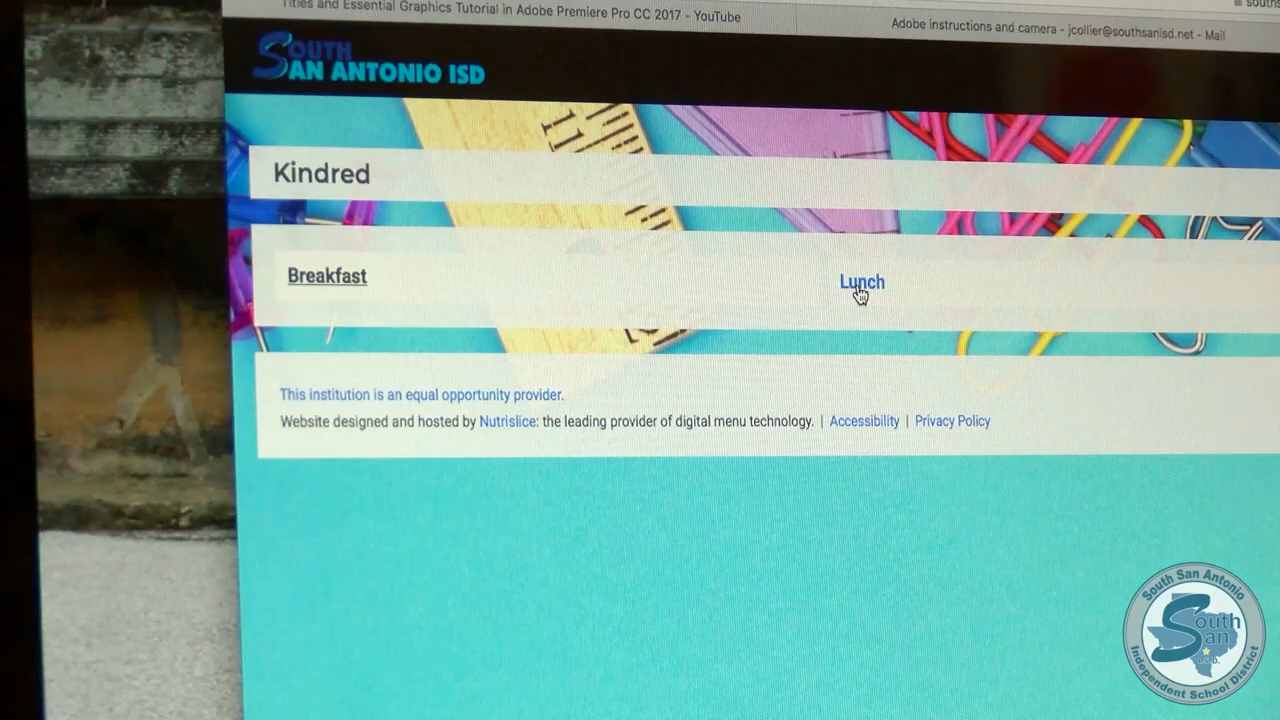 Titles and Essential Graphics Tutorial in Adobe Premiere Pro CC 2017 - YouTube
Adobe instructions and camera - jcollier@southsanisd.net - Mail
SOUTH
SAN ANTONIO ISD
11
Kindred
Breakfast
Lunch
This institution is an equal opportunity provider.
Website designed and hosted by Nutrislice: the leading provider of digital menu technology. | Accessibility | Privacy Policy
South San Antonio
South
San
I.S.D.
Independent School District